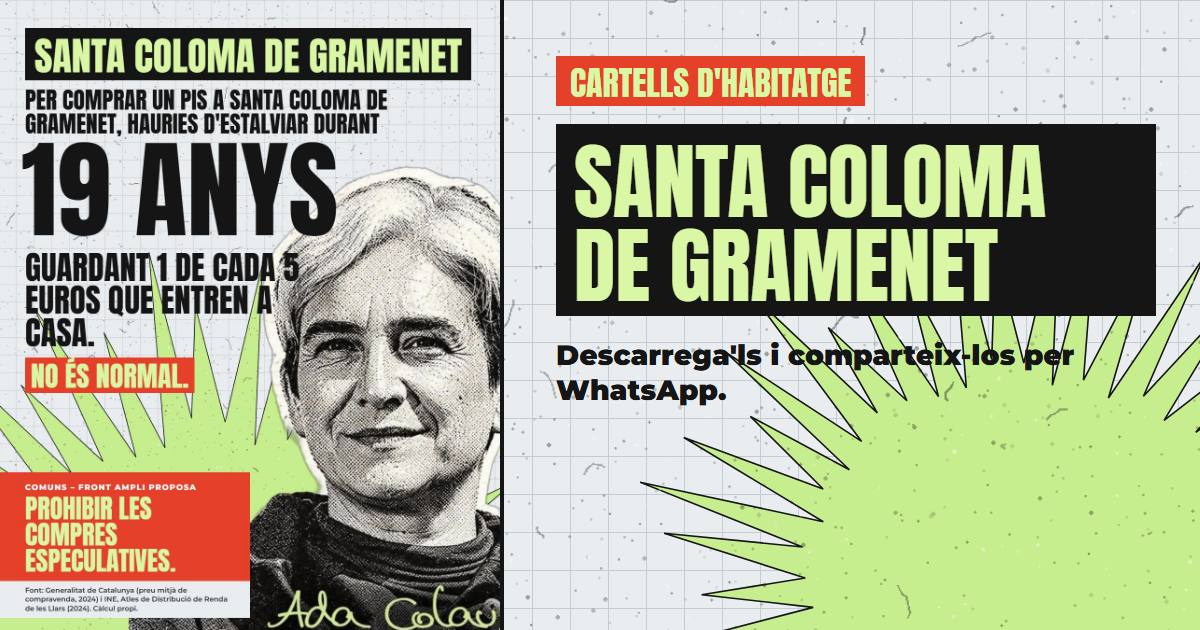 SANTA COLOMA DE GRAMENET
PER COMPRAR UN PIS A SANTA COLOMA DE
GRAMENET, HAURIES D'ESTALVIAR DURANT
19 ANYS
GUARDANT 1 DE CADA 5
EUROS QUE ENTREN A
CASA.
NO ÉS NORMAL.
COMUNS – FRONT AMPLI PROPOSA
PROHIBIR LES
COMPRES
ESPECULATIVES.
Font: Generalitat de Catalunya (preu mitjà de
compravenda, 2024) i INE, Atles de Distribució de Renda
de les Llars (2024). Càlcul propi.
Ada Colau
CARTELLS D'HABITATGE
SANTA COLOMA
DE GRAMENET
Descarrega'ls i comparteix-los per
WhatsApp.